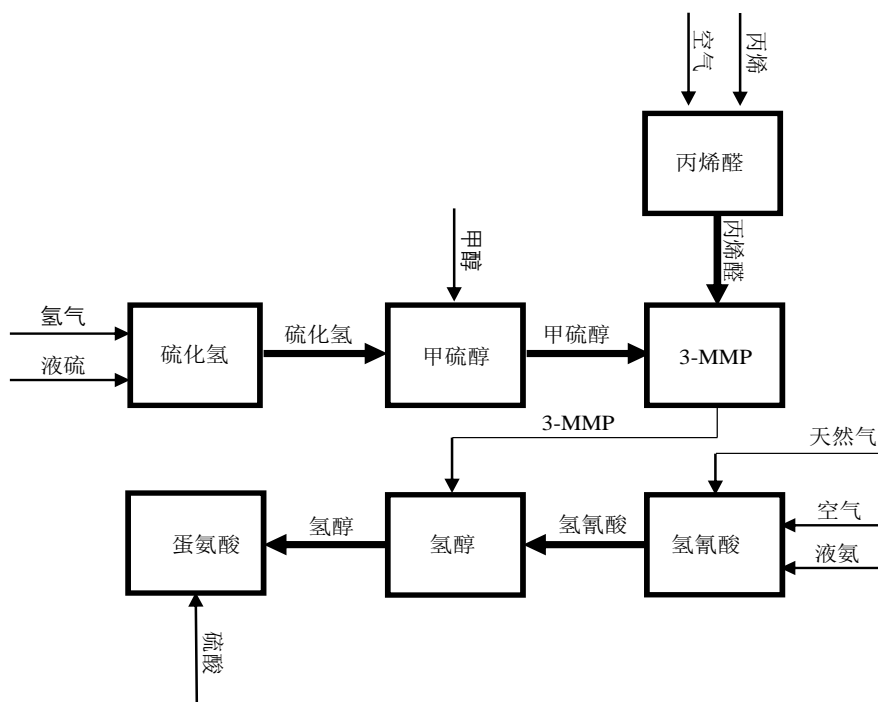 空气
丙烯
丙烯醛
丙烯醛
甲醇
氢气
液硫
硫化氢
硫化氢
甲硫醇
甲硫醇
3-MMP
3-MMP
天然气
空气
液氨
氢氰酸
氢氰酸
氢醇
氢醇
蛋氨酸
硫酸